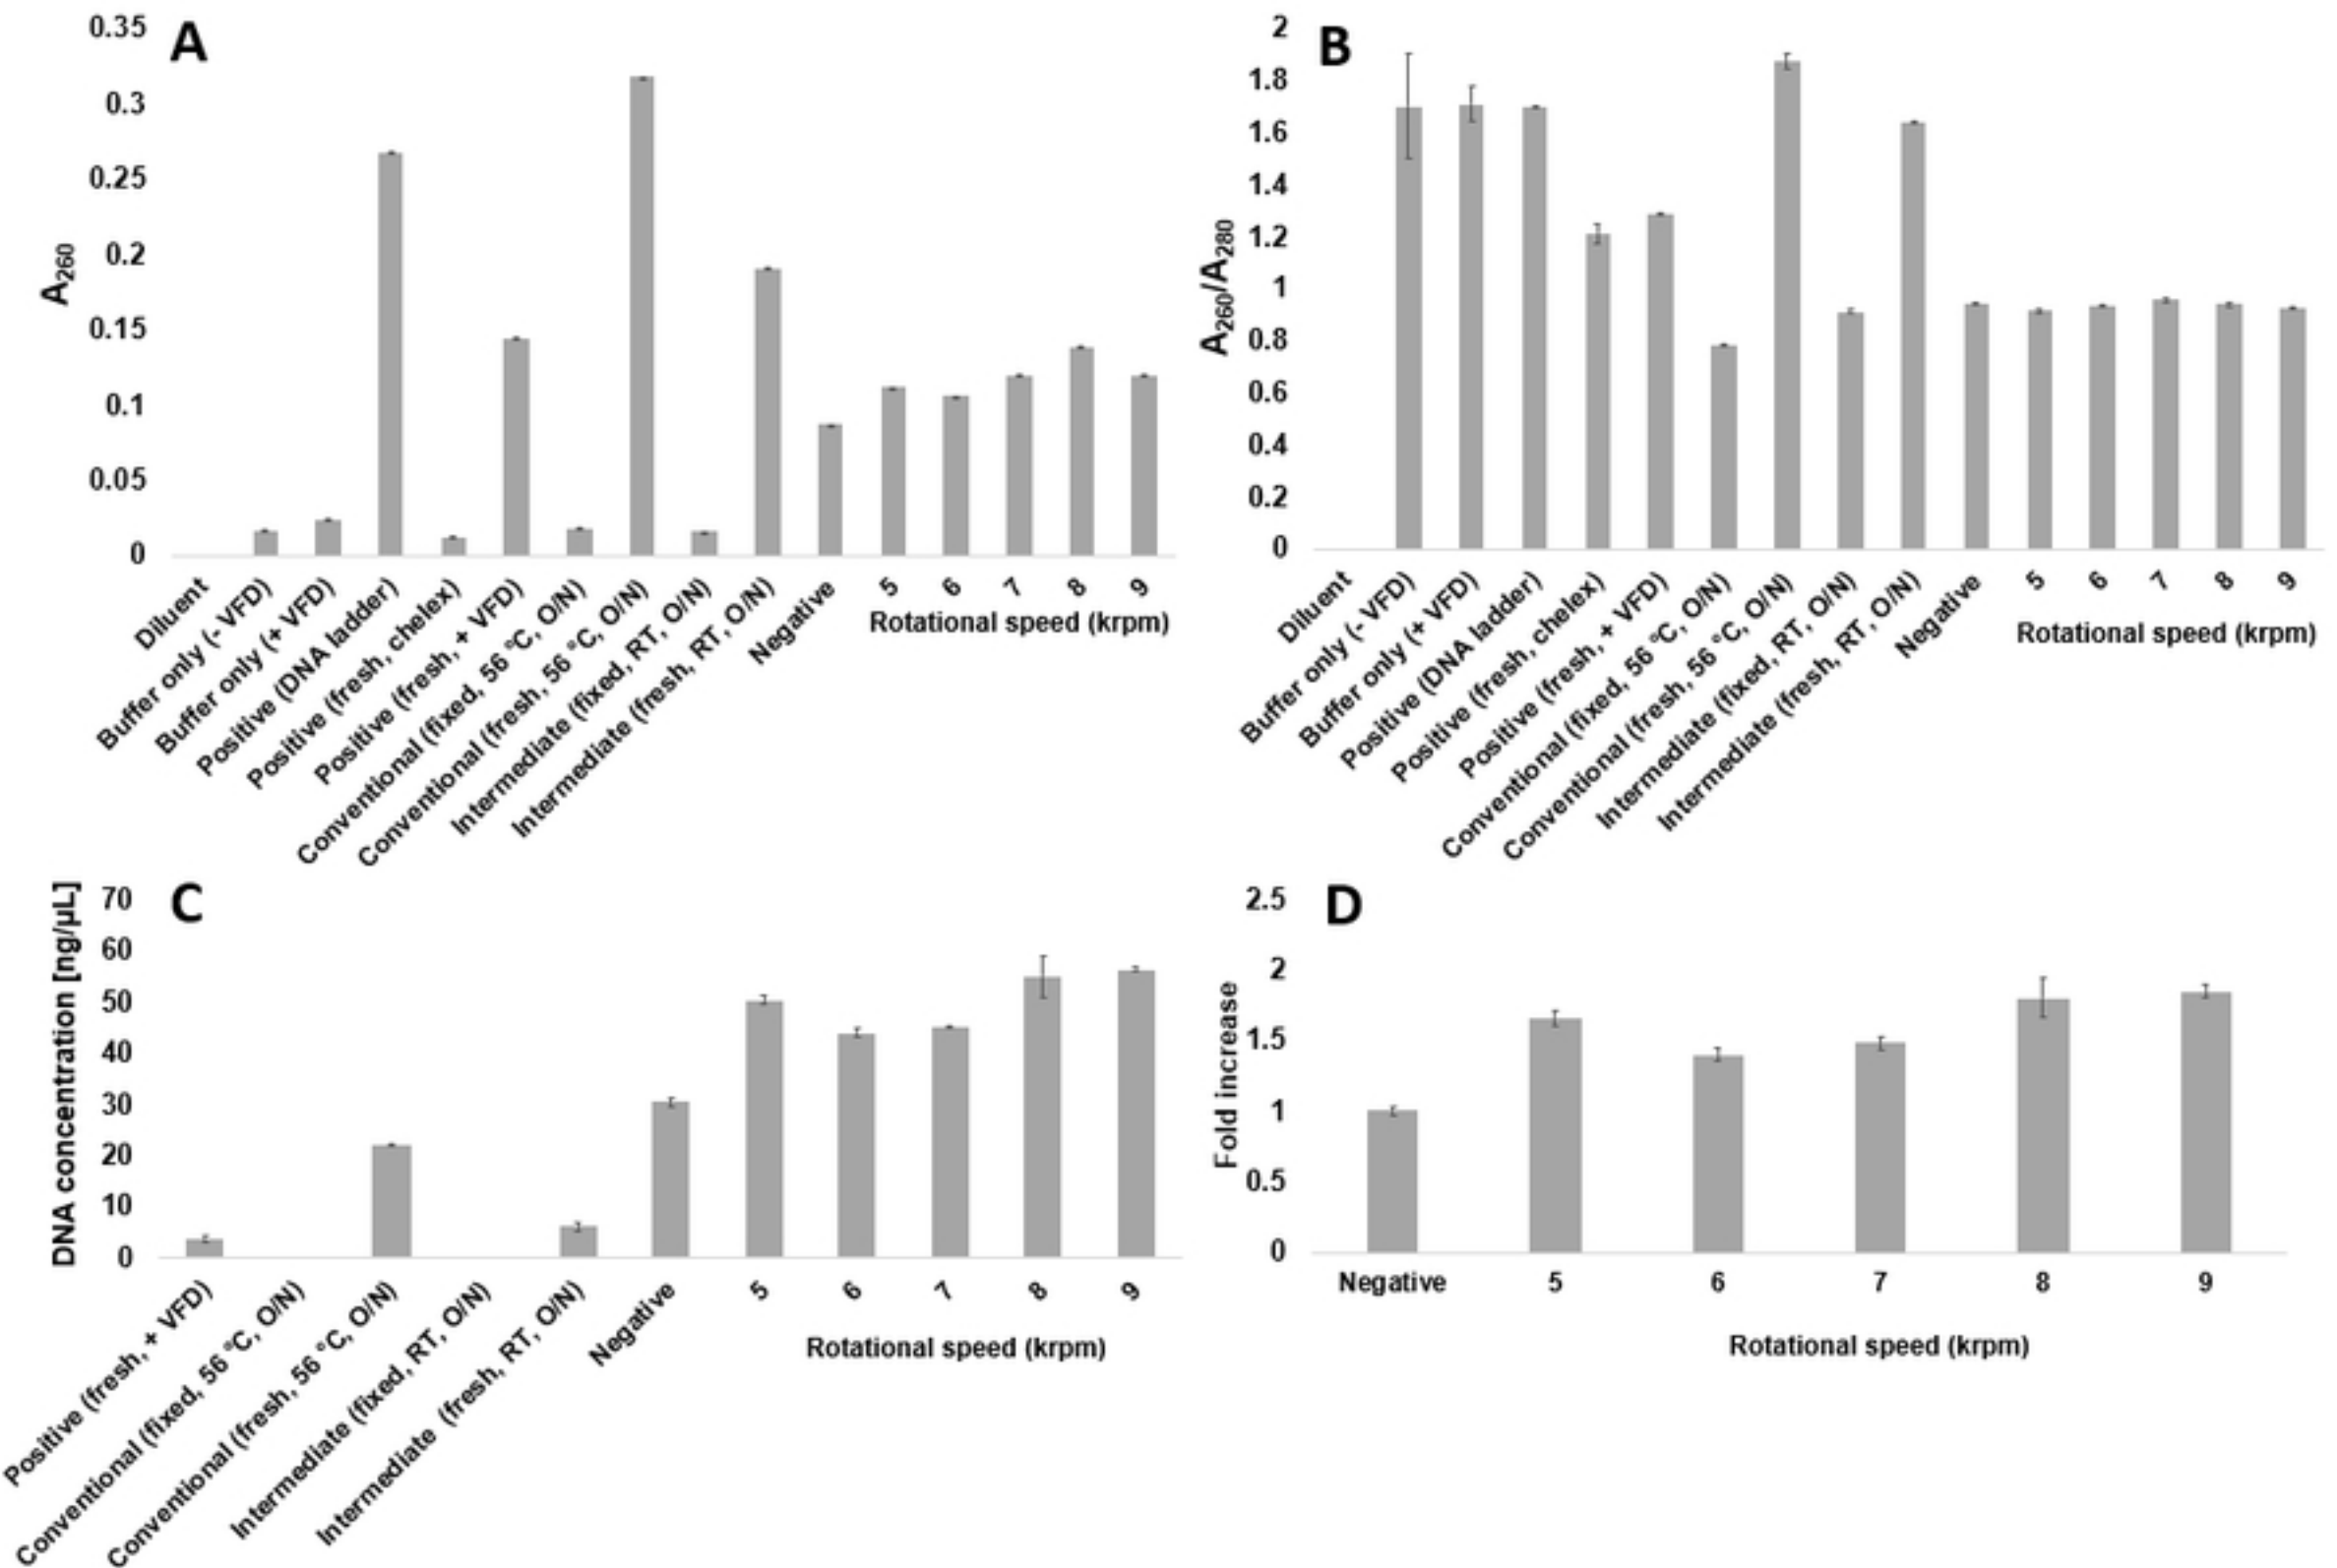 A
0.35
0.3
0.25
0.2
0.15
0.1
0.05
0
A260
Diluent
Buffer only (- VFD)
Buffer only (+ VFD)
Positive (DNA ladder)
Positive (fresh, chelex)
Positive (fresh, + VFD)
Conventional (fixed, 56 °C, O/N)
Conventional (fresh, 56 °C, O/N)
Intermediate (fixed, RT, O/N)
Intermediate (fresh, RT, O/N)
Negative
5
6
7
8
9
Rotational speed (krpm)
B
2
1.8
1.6
1.4
1.2
1
0.8
0.6
0.4
0.2
0
A260/A280
Diluent
Buffer only (- VFD)
Buffer only (+ VFD)
Positive (DNA ladder)
Positive (fresh, chelex)
Positive (fresh, + VFD)
Conventional (fixed, 56 °C, O/N)
Conventional (fresh, 56 °C, O/N)
Intermediate (fixed, RT, O/N)
Intermediate (fresh, RT, O/N)
Negative
5
6
7
8
9
Rotational speed (krpm)
C
70
60
50
40
30
20
10
0
DNA concentration [ng/µL]
Positive (fresh, + VFD)
Conventional (fixed, 56 °C, O/N)
Conventional (fresh, 56 °C, O/N)
Intermediate (fixed, RT, O/N)
Intermediate (fresh, RT, O/N)
Negative
5
6
7
8
9
Rotational speed (krpm)
D
2.5
2
1.5
1
0.5
0
Fold increase
Negative
5
6
7
8
9
Rotational speed (krpm)